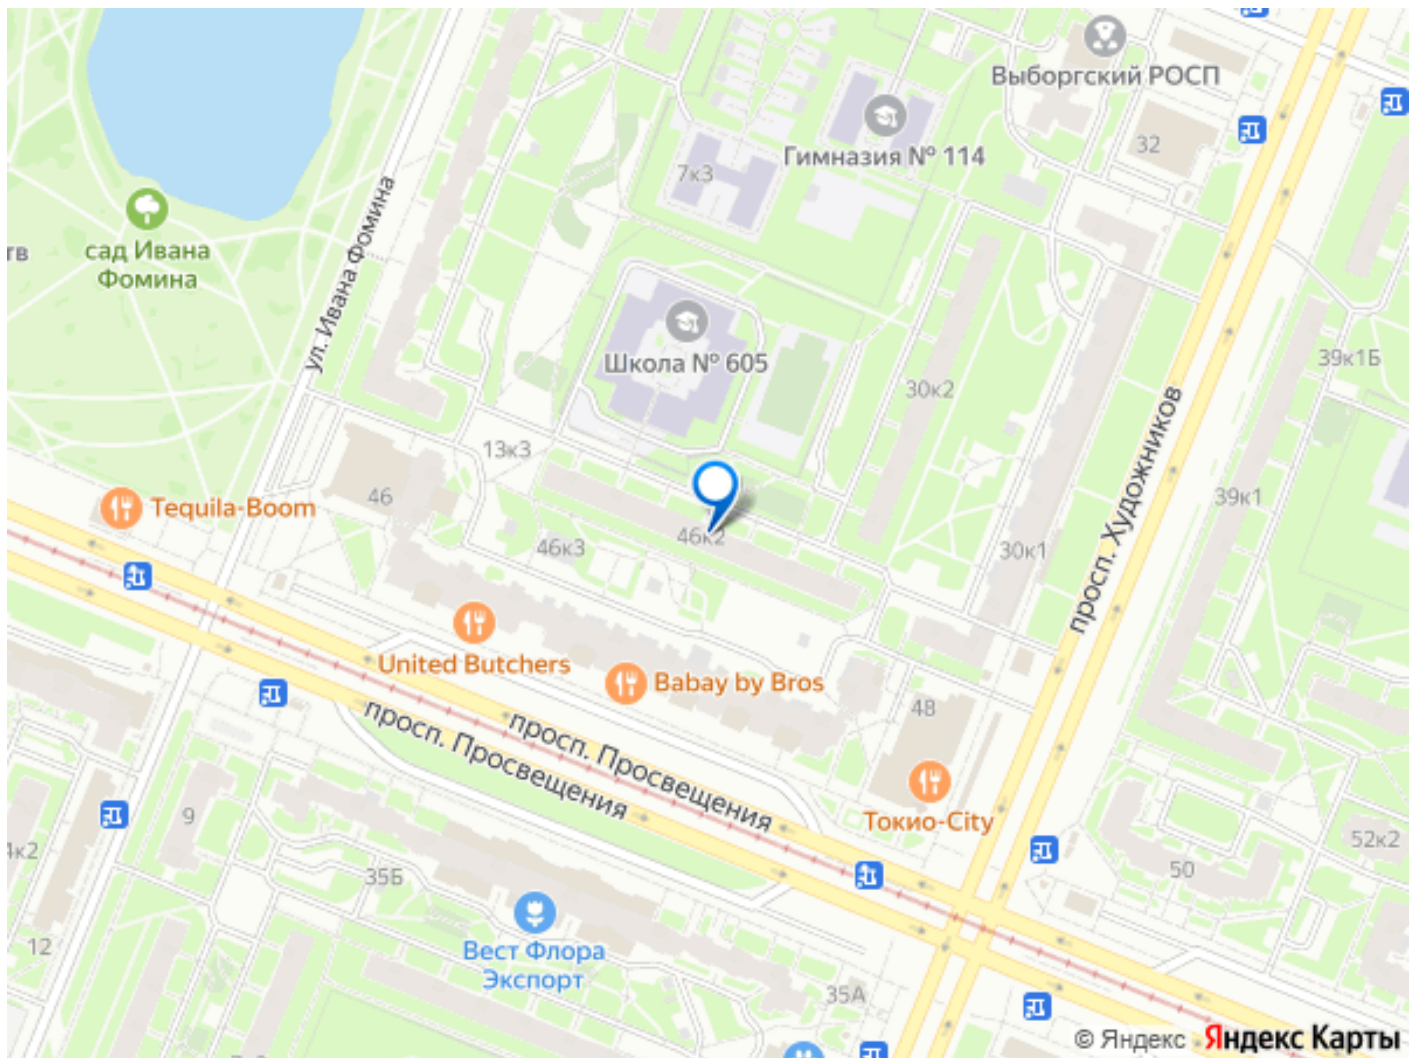 Выборгский РОСП
32
Гимназия № 114
7к3
ул. Ивана Фомина
тв
сад Ивана
Фомина
Школа № 605
39к1Б
30к2
просп. Художников
13к3
46
Tequila-Boom
39к1
46к2
46к3
30к1
United Butchers
Babay by Bros
48
просп. Просвещения
просп. Просвещения
Токио-City
9
52к2
50
35Б
Вест Флора
Экспорт
12
35А
© Яндекс
Яндекс Карты